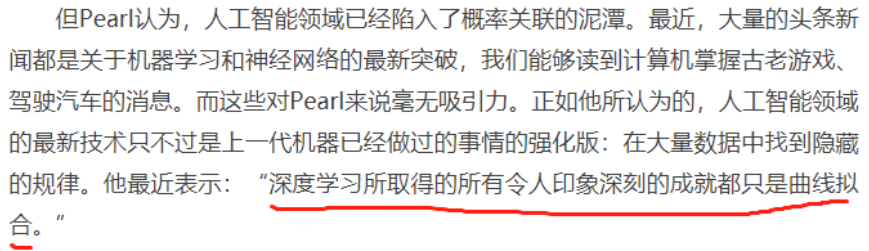 但Pearl认为，人工智能领域已经陷入了概率关联的泥潭。最近，大量的头条新
闻都是关于机器学习和神经网络的最新突破，我们能够读到计算机掌握古老游戏、
驾驶汽车的消息。而这些对Pearl来说毫无吸引力。正如他所认为的，人工智能领域
的最新技术只不过是上一代机器已经做过的事情的强化版：在大量数据中找到隐藏
的规律。他最近表示：“深度学习所取得的所有令人印象深刻的成就都只是曲线拟
合。”